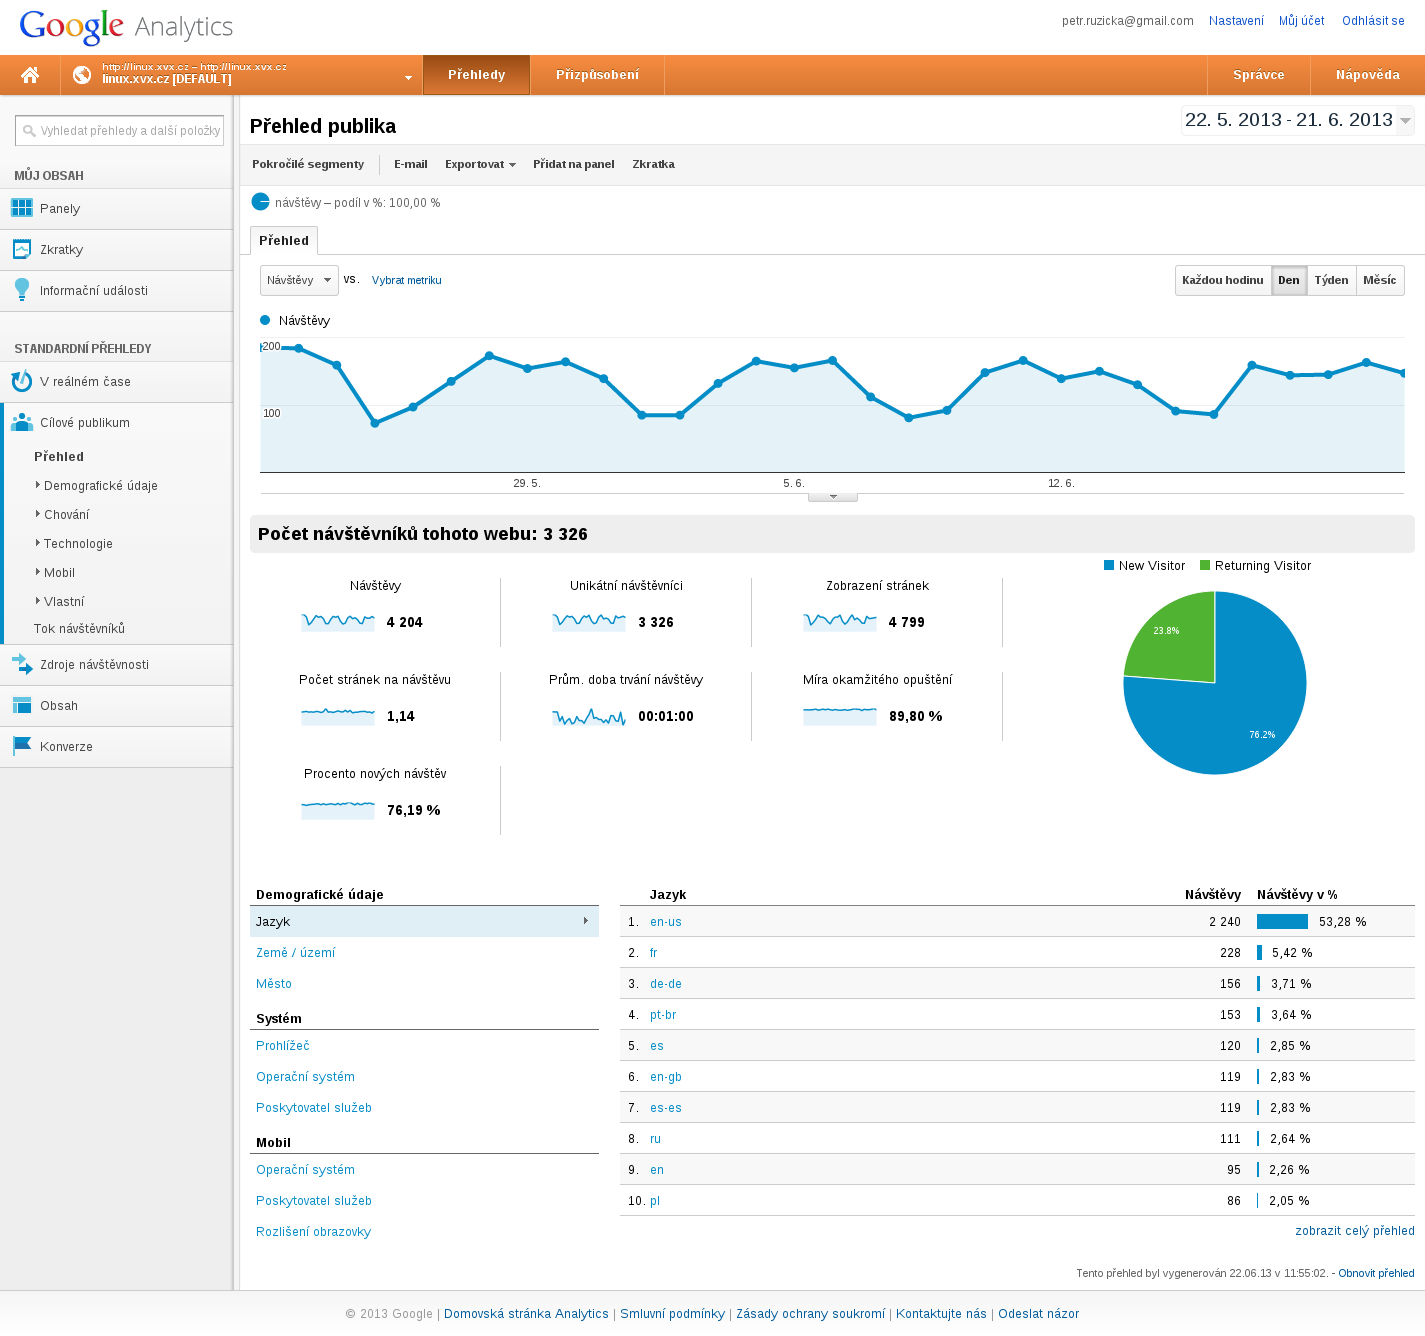 Google Analytics
petr.ruzicka@gmail.com Nastavení Můj účet Odhlásit se
http://linux.xvx.cz – http://linux.xvx.cz
linux.xvx.cz [DEFAULT]
Přehledy Přizpůsobení Správce Nápověda
Vyhledat přehledy a další položky
MŮJ OBSAH
Panely
Zkratky
Informační události
STANDARDNÍ PŘEHLEDY
V reálném čase
Cílové publikum
Přehled
Demografické údaje
Chování
Technologie
Mobil
Vlastní
Tok návštěvníků
Zdroje návštěvnosti
Obsah
Konverze
Přehled publika
22. 5. 2013 - 21. 6. 2013
Pokročilé segmenty E-mail Exportovat Přidat na panel Zkratka
návštěvy – podíl v %: 100,00 %
Přehled
Návštěvy vs. Vybrat metriku
Každou hodinu Den Týden Měsíc
Návštěvy
200
100
29. 5. 5. 6. 12. 6.
Počet návštěvníků tohoto webu: 3 326
Návštěvy
4 204
Unikátní návštěvníci
3 326
Zobrazení stránek
4 799
Počet stránek na návštěvu
1,14
Prům. doba trvání návštěvy
00:01:00
Míra okamžitého opuštění
89,80 %
Procento nových návštěv
76,19 %
New Visitor Returning Visitor
23.8%
76.2%
Demografické údaje
Jazyk
Země / území
Město
Systém
Prohlížeč
Operační systém
Poskytovatel služeb
Mobil
Operační systém
Poskytovatel služeb
Rozlišení obrazovky
Jazyk Návštěvy Návštěvy v %
1. en-us 2 240 53,28 %
2. fr 228 5,42 %
3. de-de 156 3,71 %
4. pt-br 153 3,64 %
5. es 120 2,85 %
6. en-gb 119 2,83 %
7. es-es 119 2,83 %
8. ru 111 2,64 %
9. en 95 2,26 %
10. pl 86 2,05 %
zobrazit celý přehled
Tento přehled byl vygenerován 22.06.13 v 11:55:02. - Obnovit přehled
© 2013 Google | Domovská stránka Analytics | Smluvní podmínky | Zásady ochrany soukromí | Kontaktujte nás | Odeslat názor